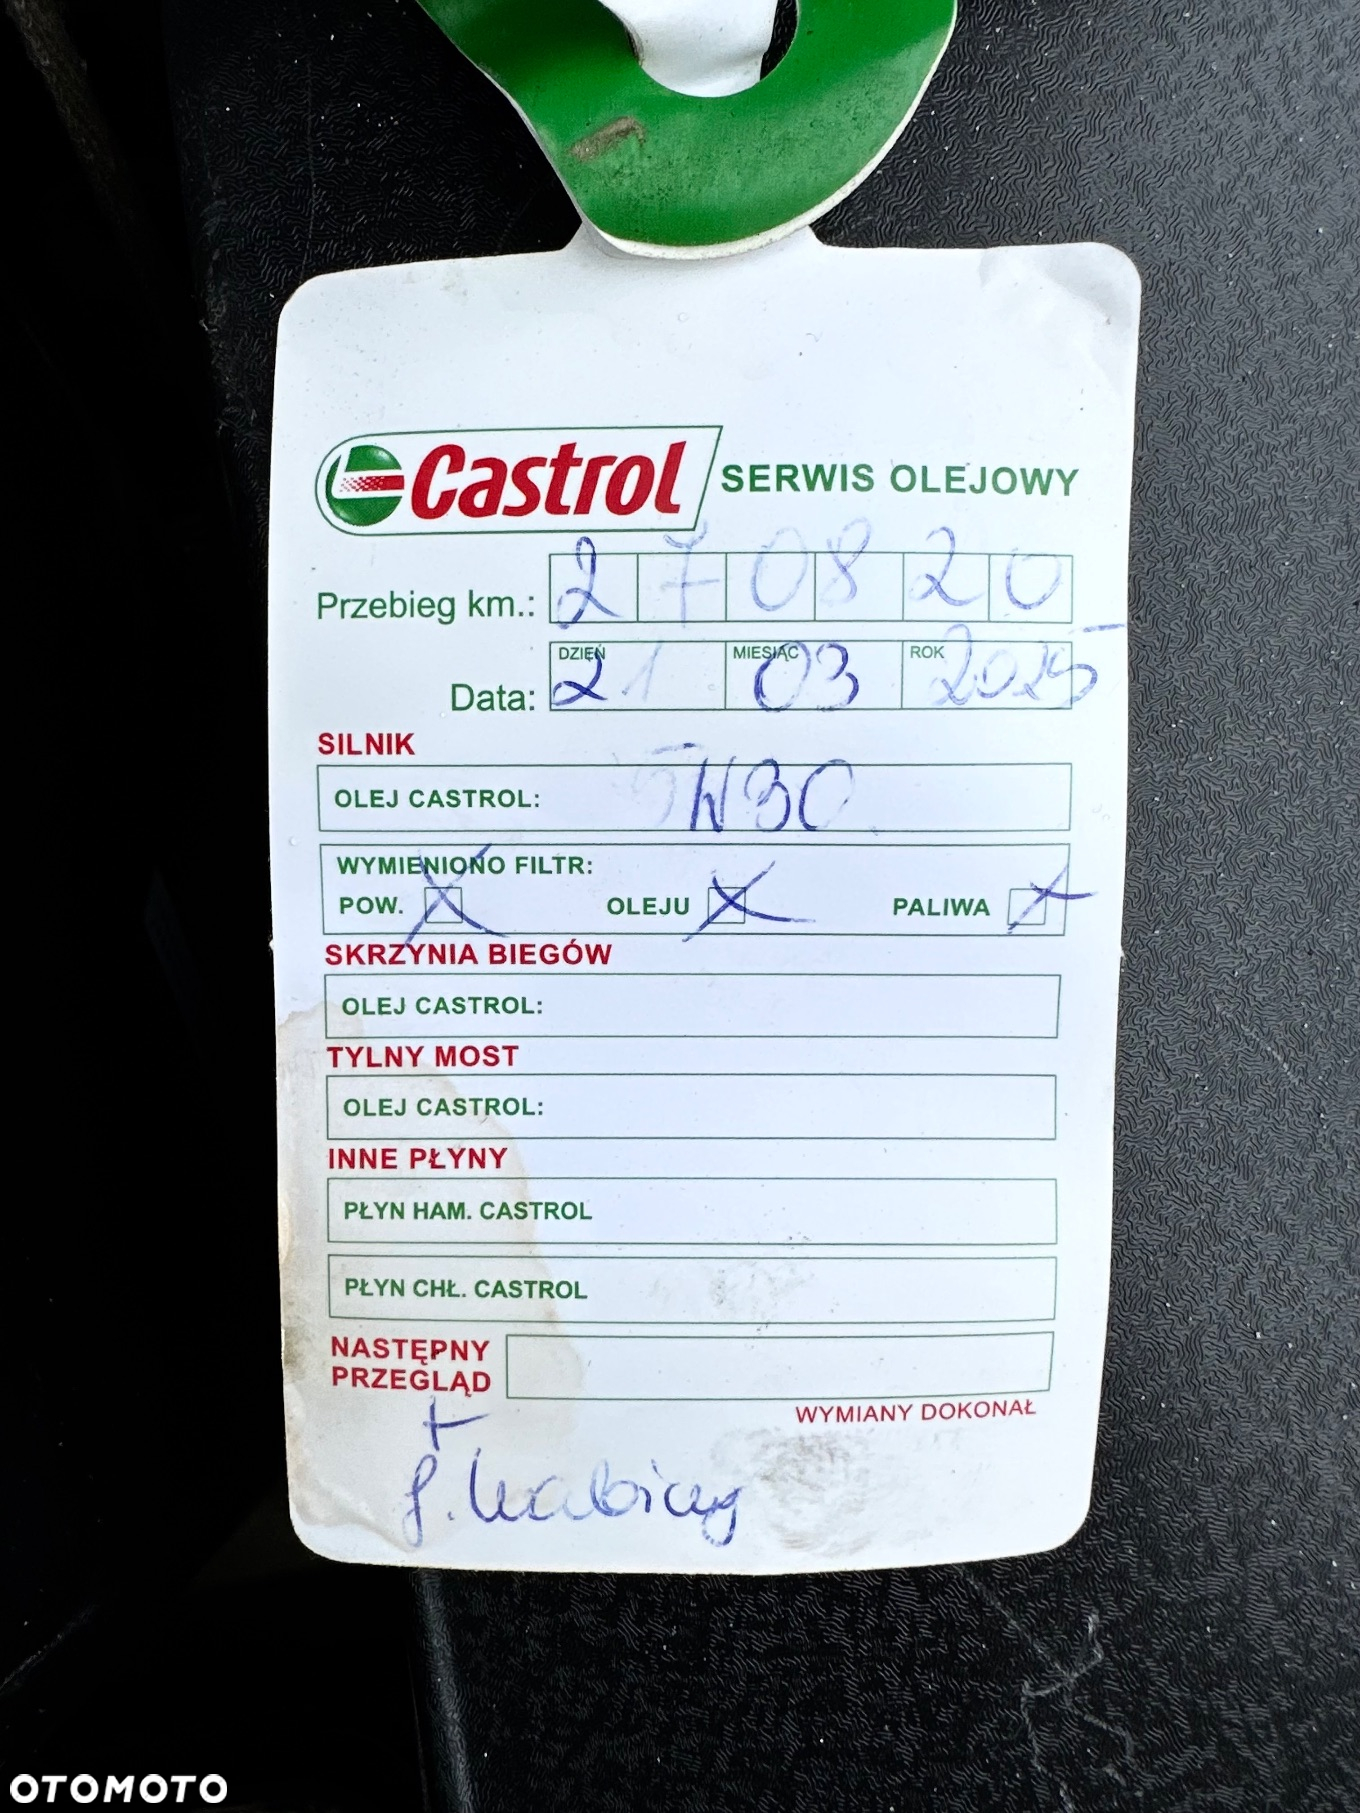 Castrol SERWIS OLEJOWY
Przebieg km.: 270820
DZIEŃ MIESIĄC ROK
Data: 21 03 2025
SILNIK
OLEJ CASTROL: 5W30
WYMIENIONO FILTR:
POW. X OLEJU X PALIWA X
SKRZYNIA BIEGÓW
OLEJ CASTROL:
TYLNY MOST
OLEJ CASTROL:
INNE PŁYNY
PŁYN HAM. CASTROL
PŁYN CHŁ. CASTROL
NASTĘPNY
PRZEGLĄD
WYMIANY DOKONAŁ
+
OTOMOTO